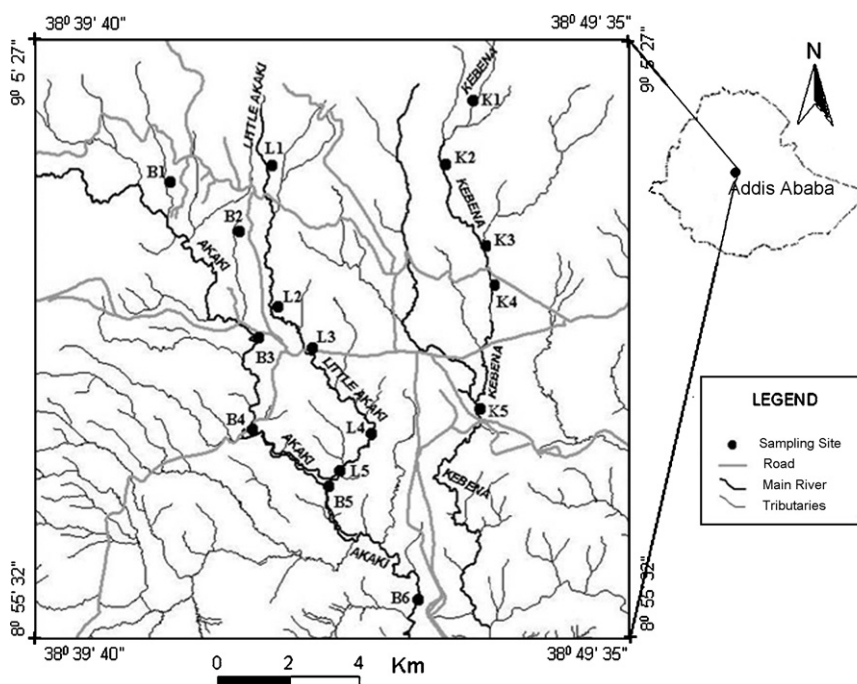 38⁰ 39' 40"
38⁰ 49' 35"
9⁰ 5' 27"
9⁰ 5' 27"
N
KEBENA
K1
LITTLE AKAKI
L1
K2
B1
KEBENA
Addis Ababa
B2
K3
AKAKI
K4
L2
L3
B3
LITTLE AKAKI
KEBENA
LEGEND
K5
B4
L4
Sampling Site
AKAKI
Road
L5
KEBENA
Main River
B5
Tributaries
AKAKI
8⁰ 55' 32"
8⁰ 55' 32"
B6
38⁰ 39' 40"
38⁰ 49' 35"
0 2 4 Km